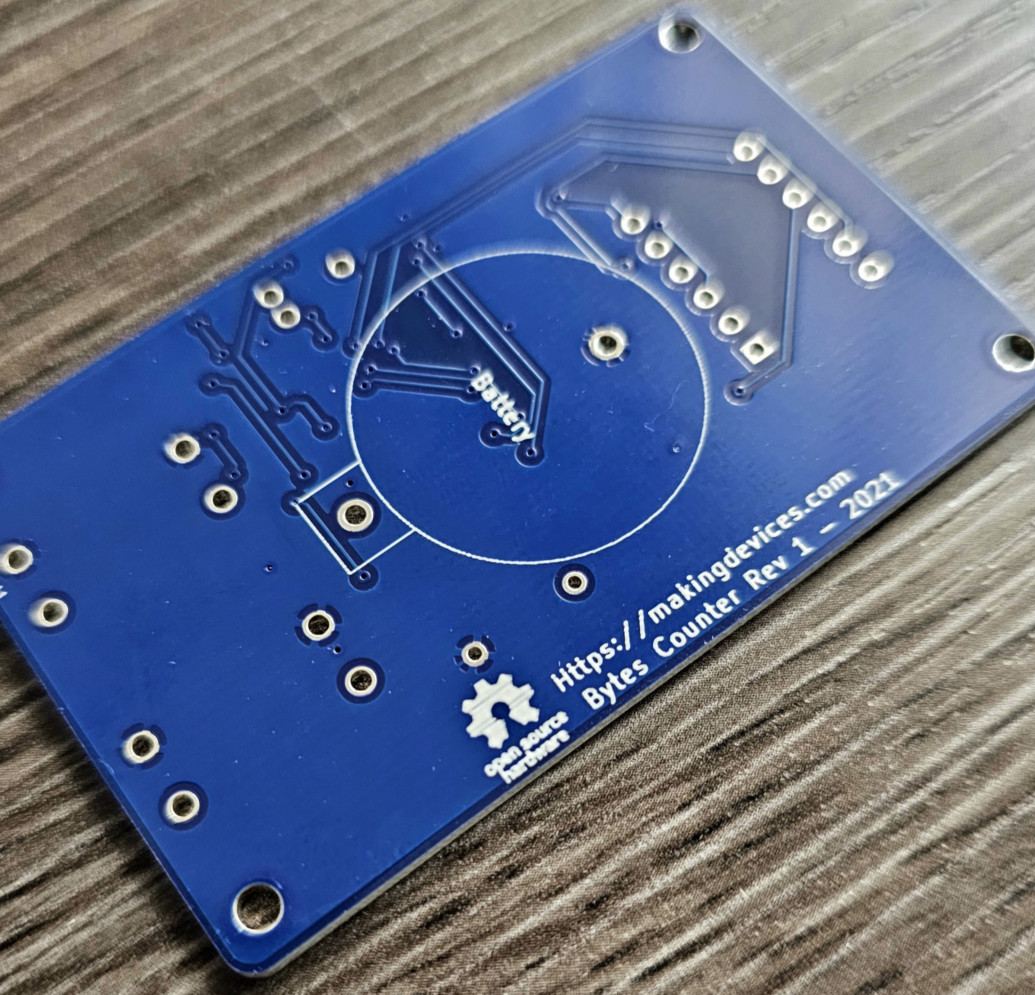 Battery
Https://makingdevices.com
Bytes Counter Rev 1 - 2021
open source
hardware